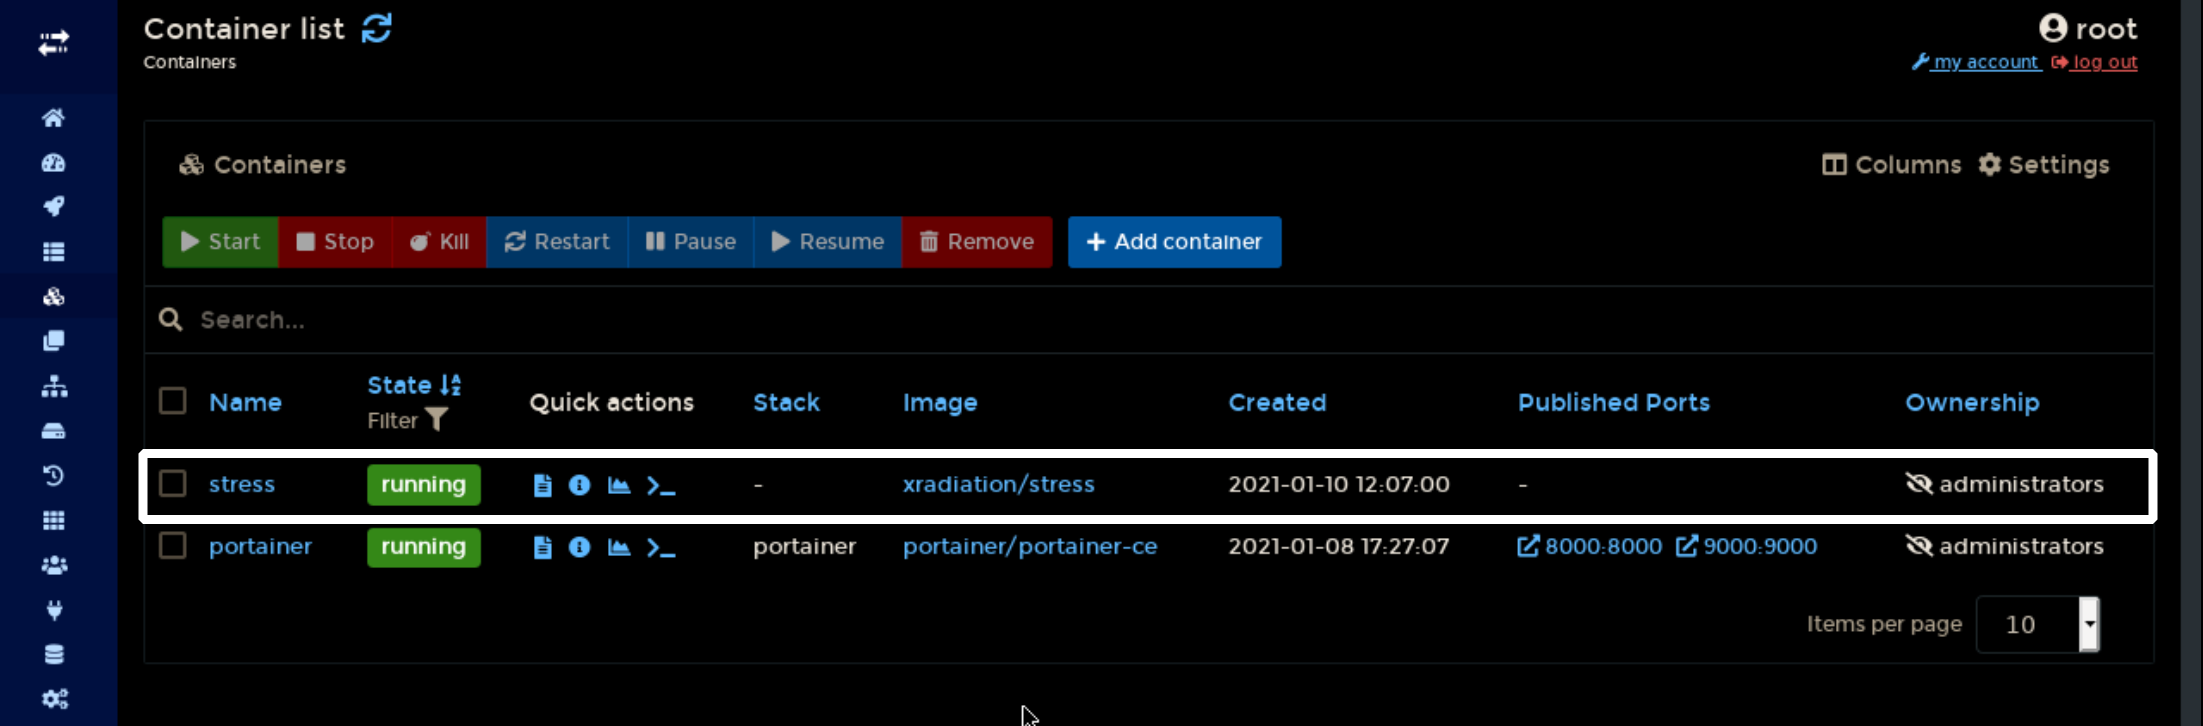 Container list
root
Containers
my account log out
Containers
Columns Settings
Start Stop Kill Restart Pause Resume Remove Add container
Search...
Name State Filter Quick actions Stack Image Created Published Ports Ownership
stress running - xradiation/stress 2021-01-10 12:07:00 - administrators
portainer running portainer portainer/portainer-ce 2021-01-08 17:27:07 8000:8000 9000:9000 administrators
Items per page 10